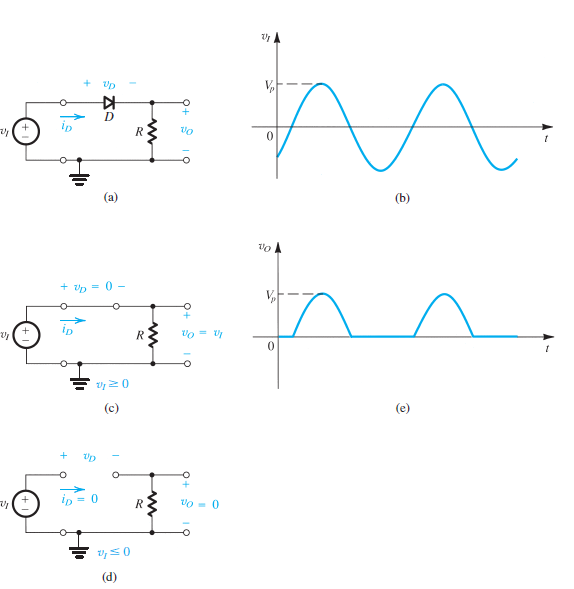 v_I
V_p
0
t
(b)
+ v_D −
D
i_D
v_I
+
−
R
+
v_O
−
(a)
v_O
V_p
0
t
(e)
+ v_D = 0 −
i_D
v_I
+
−
R
+
v_O = v_I
−
v_I ≥ 0
(c)
+ v_D −
i_D = 0
v_I
+
−
R
+
v_O = 0
−
v_I ≤ 0
(d)